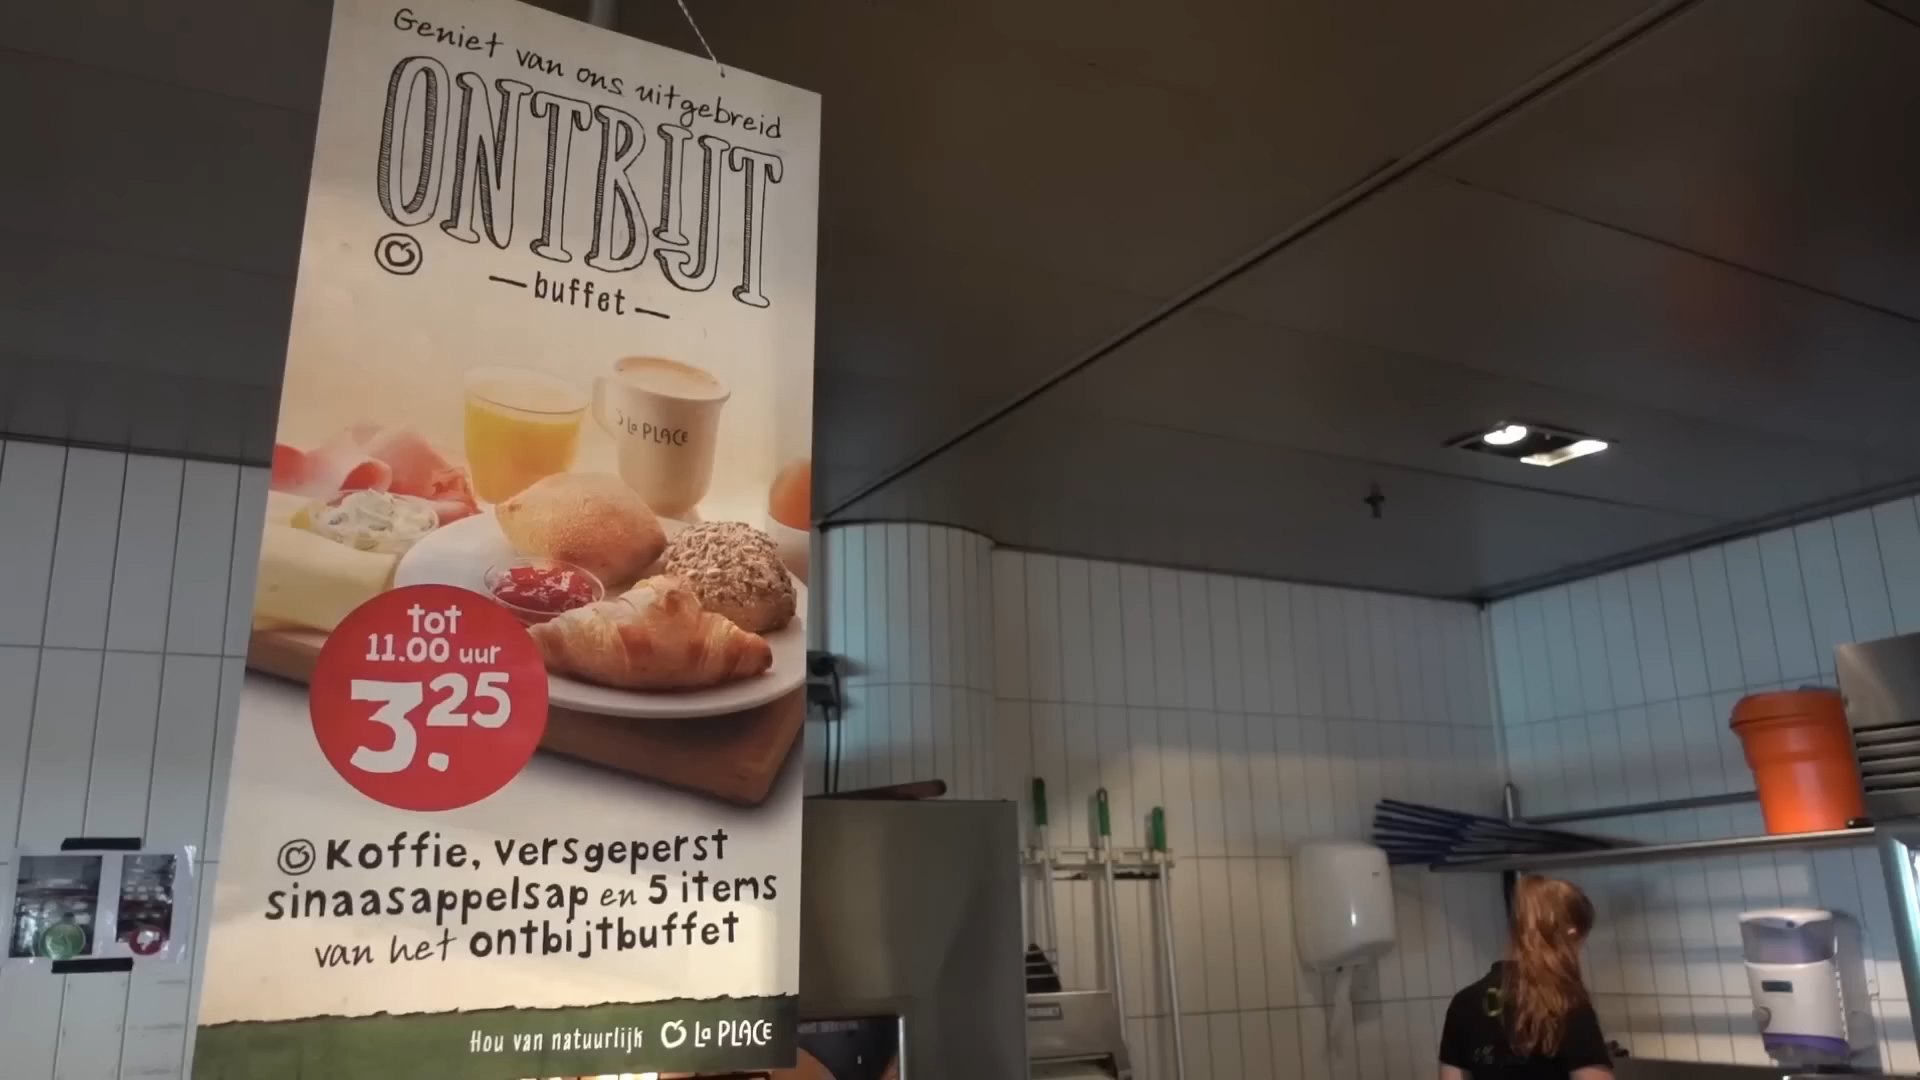 Geniet van ons uitgebreid
ONTBIJT
buffet
La PLACE
tot
11.00 uur
3.25
Koffie, versgeperst
sinaasappelsap en 5 items
van het ontbijtbuffet
Hou van natuurlijk La PLACE